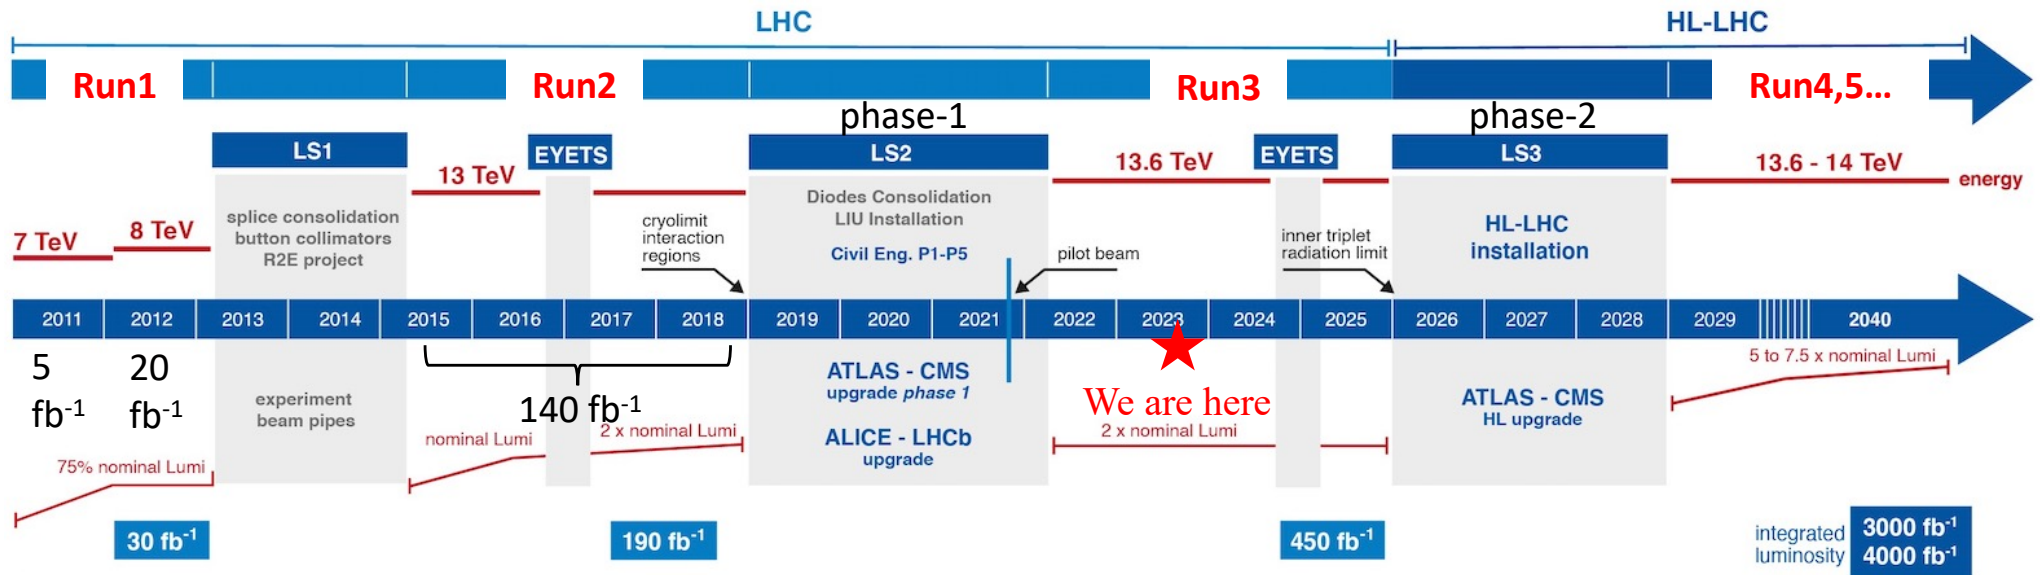 LHC
HL-LHC
Run1
Run2
Run3
Run4,5...
phase-1
phase-2
LS1
EYETS
LS2
EYETS
LS3
13 TeV
13.6 TeV
13.6 - 14 TeV
energy
7 TeV
8 TeV
splice consolidation
button collimators
R2E project
cryolimit
interaction
regions
Diodes Consolidation
LIU Installation
Civil Eng. P1-P5
pilot beam
inner triplet
radiation limit
HL-LHC
installation
2011
2012
2013
2014
2015
2016
2017
2018
2019
2020
2021
2022
2023
2024
2025
2026
2027
2028
2029
2040
5
fb-1
20
fb-1
experiment
beam pipes
140 fb-1
ATLAS - CMS
upgrade phase 1
ALICE - LHCb
upgrade
We are here
ATLAS - CMS
HL upgrade
5 to 7.5 x nominal Lumi
75% nominal Lumi
nominal Lumi
2 x nominal Lumi
2 x nominal Lumi
30 fb-1
190 fb-1
450 fb-1
integrated
luminosity
3000 fb-1
4000 fb-1